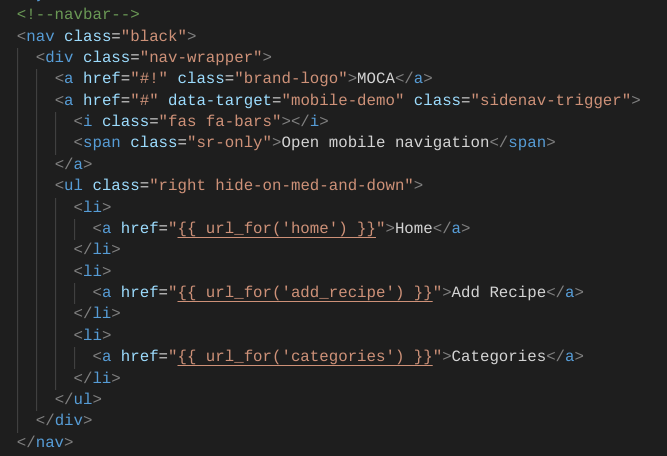 <!--navbar-->
<nav class="black">
  <div class="nav-wrapper">
    <a href="#!" class="brand-logo">MOCA</a>
    <a href="#" data-target="mobile-demo" class="sidenav-trigger">
      <i class="fas fa-bars"></i>
      <span class="sr-only">Open mobile navigation</span>
    </a>
    <ul class="right hide-on-med-and-down">
      <li>
        <a href="{{ url_for('home') }}">Home</a>
      </li>
      <li>
        <a href="{{ url_for('add_recipe') }}">Add Recipe</a>
      </li>
      <li>
        <a href="{{ url_for('categories') }}">Categories</a>
      </li>
    </ul>
  </div>
</nav>